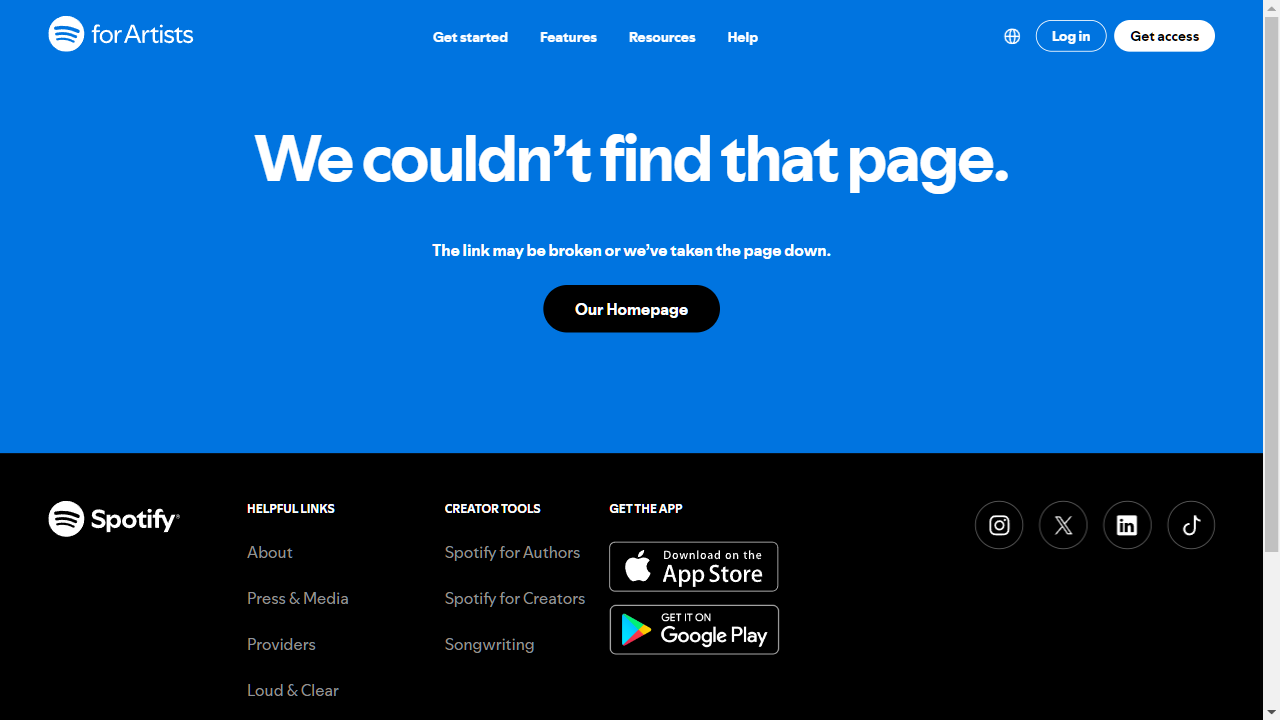 for Artists
Get started
Features
Resources
Help
Log in
Get access
We couldn’t find that page.
The link may be broken or we’ve taken the page down.
Our Homepage
Spotify®
HELPFUL LINKS
About
Press & Media
Providers
Loud & Clear
CREATOR TOOLS
Spotify for Authors
Spotify for Creators
Songwriting
GET THE APP
Download on the
App Store
GET IT ON
Google Play